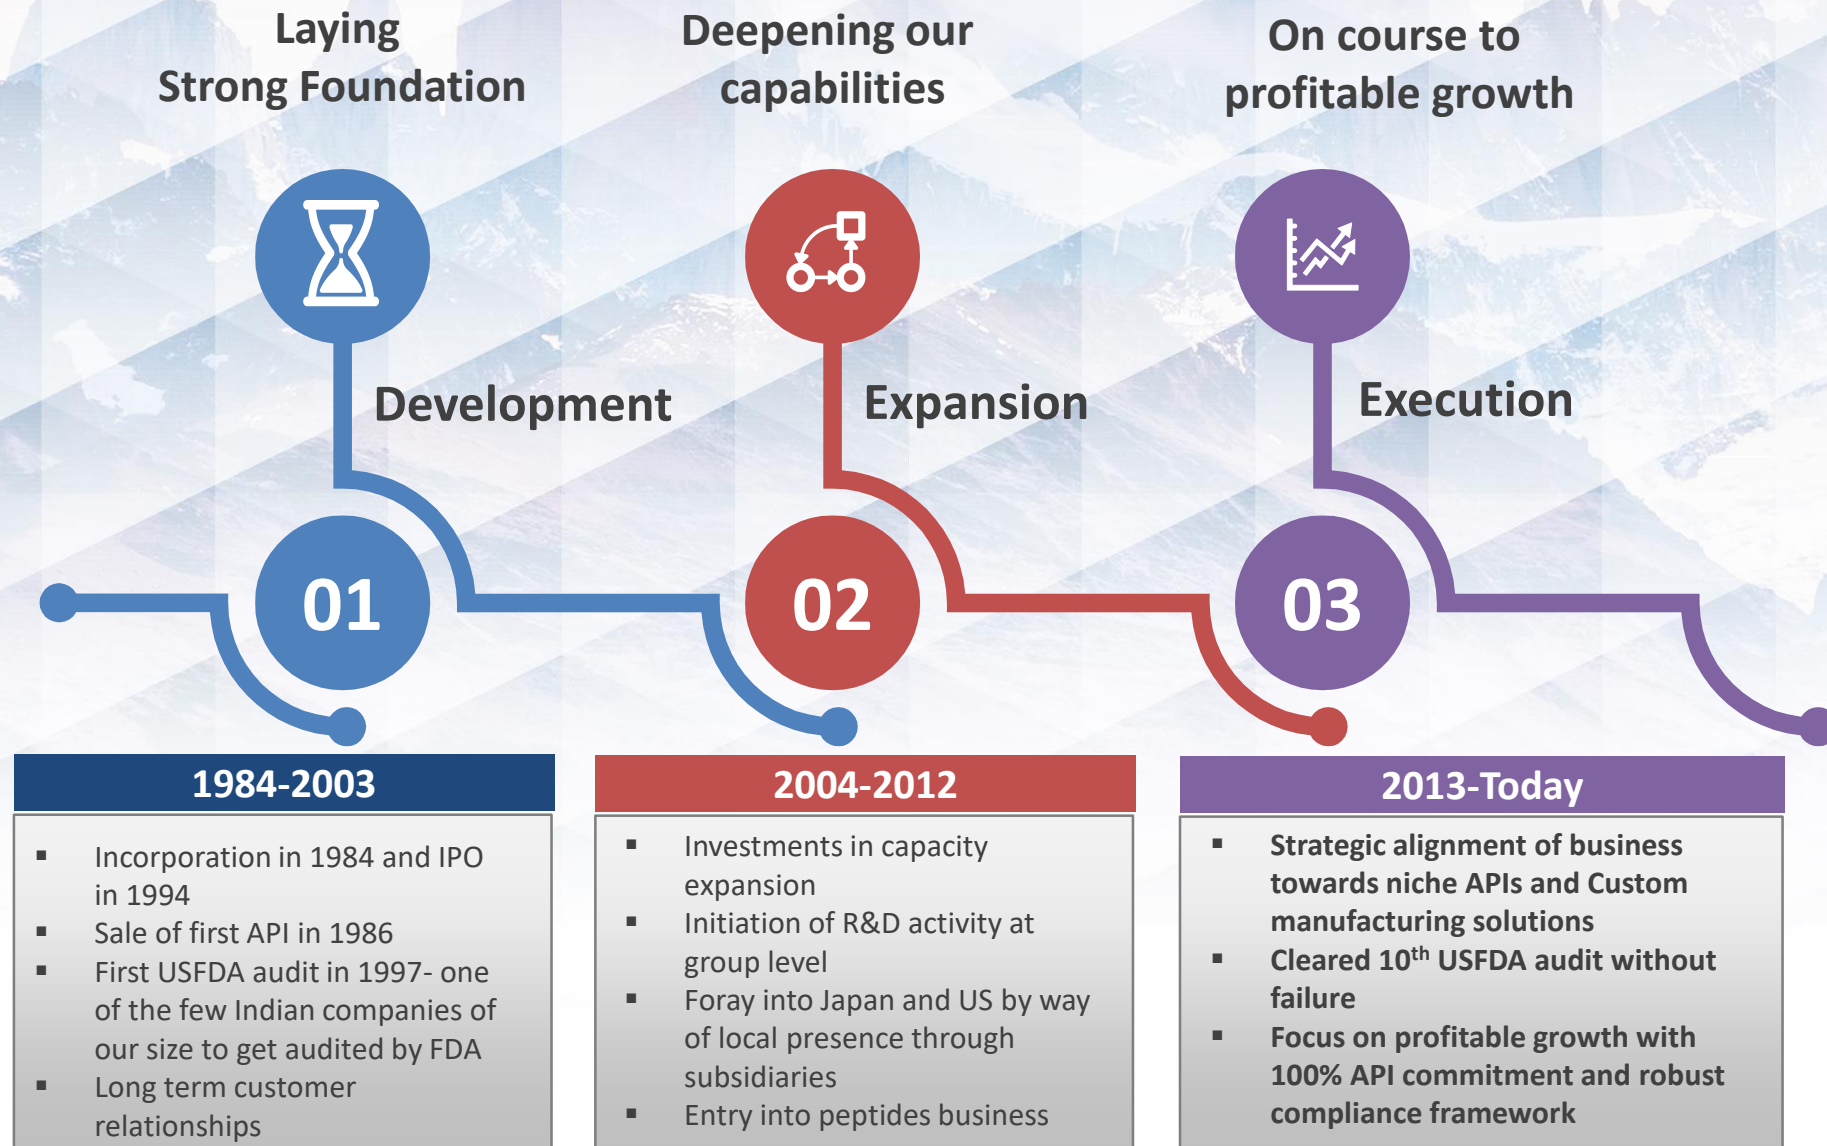 Laying
Strong Foundation
Deepening our
capabilities
On course to
profitable growth
Development
Expansion
Execution
01
02
03
1984-2003
▪ Incorporation in 1984 and IPO
in 1994
▪ Sale of first API in 1986
▪ First USFDA audit in 1997- one
of the few Indian companies of
our size to get audited by FDA
▪ Long term customer
relationships
2004-2012
▪ Investments in capacity
expansion
▪ Initiation of R&D activity at
group level
▪ Foray into Japan and US by way
of local presence through
subsidiaries
▪ Entry into peptides business
2013-Today
▪ Strategic alignment of business
towards niche APIs and Custom
manufacturing solutions
▪ Cleared 10th USFDA audit without
failure
▪ Focus on profitable growth with
100% API commitment and robust
compliance framework